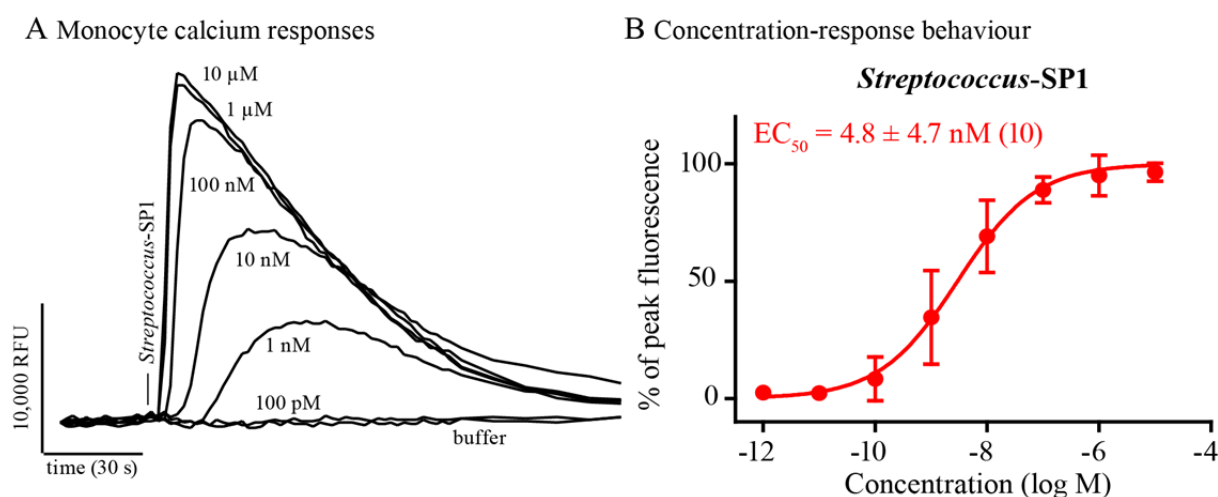 A Monocyte calcium responses
10 µM
1 µM
100 nM
10 nM
1 nM
100 pM
buffer
Streptococcus-SP1
10,000 RFU
time (30 s)
B Concentration-response behaviour
Streptococcus-SP1
EC50 = 4.8 ± 4.7 nM (10)
% of peak fluorescence
100
50
0
-12 -10 -8 -6 -4
Concentration (log M)